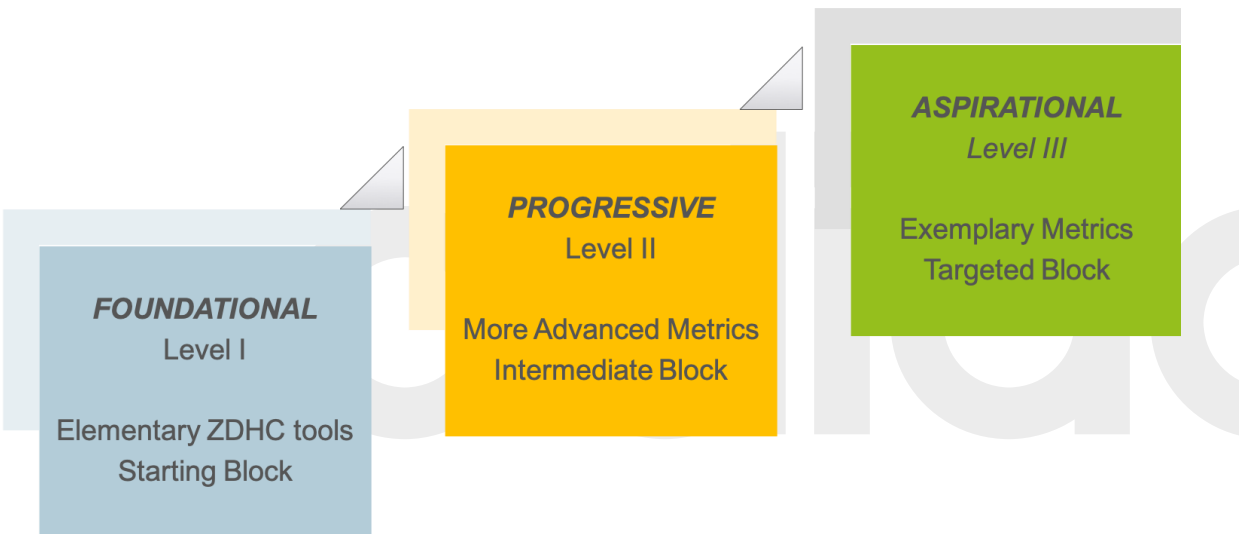 FOUNDATIONAL
Level I
Elementary ZDHC tools
Starting Block
PROGRESSIVE
Level II
More Advanced Metrics
Intermediate Block
ASPIRATIONAL
Level III
Exemplary Metrics
Targeted Block